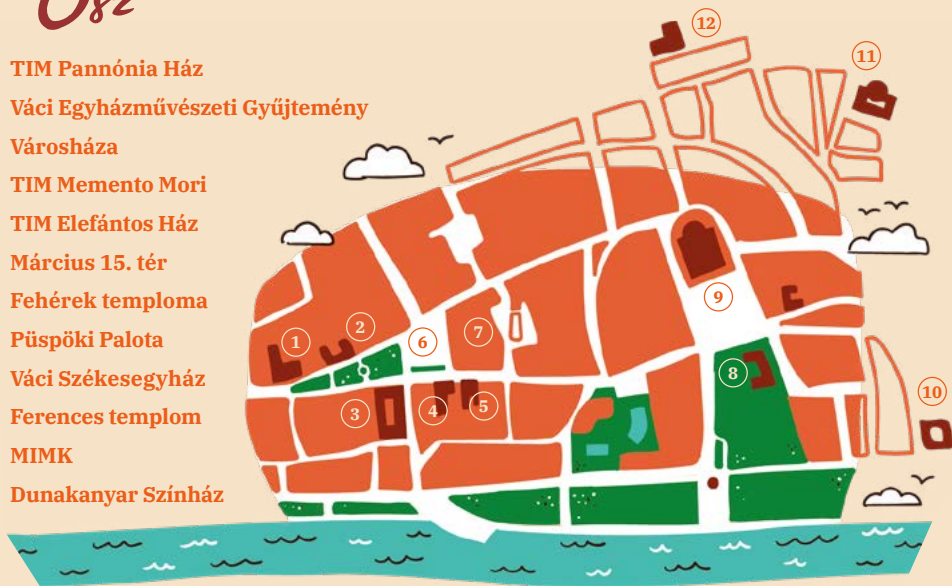 Ősz
TIM Pannónia Ház
Váci Egyházművészeti Gyűjtemény
Városháza
TIM Memento Mori
TIM Elefántos Ház
Március 15. tér
Fehérek temploma
Püspöki Palota
Váci Székesegyház
Ferences templom
MIMK
Dunakanyar Színház
12
11
9
1
2
6
7
3
4
5
8
10